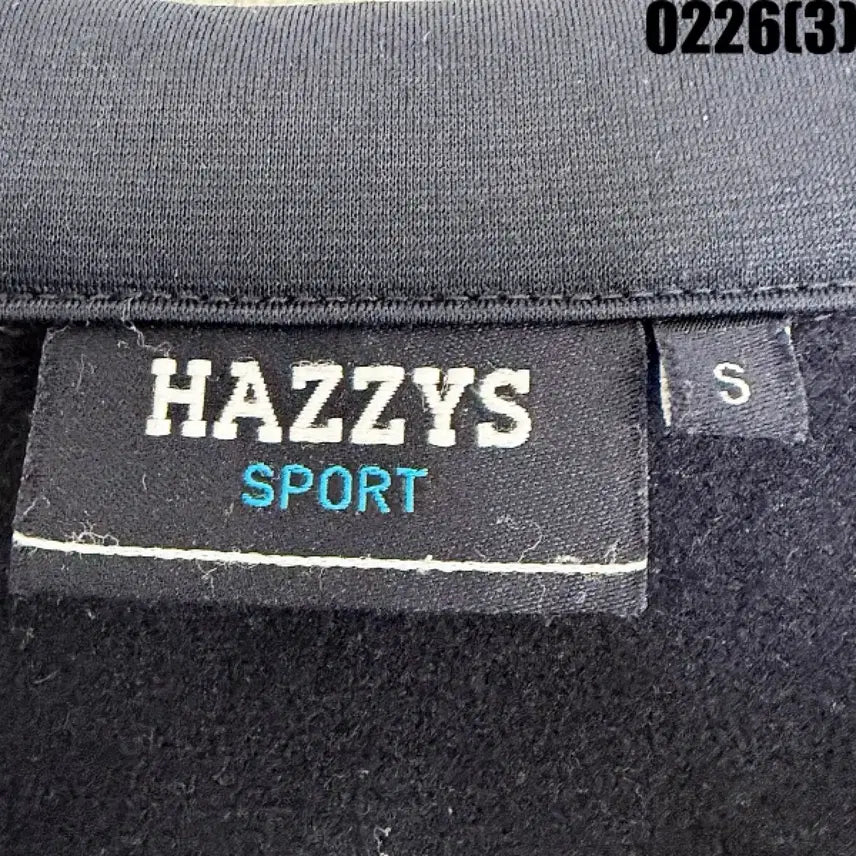 0226(3)
HAZZYS
SPORT
S